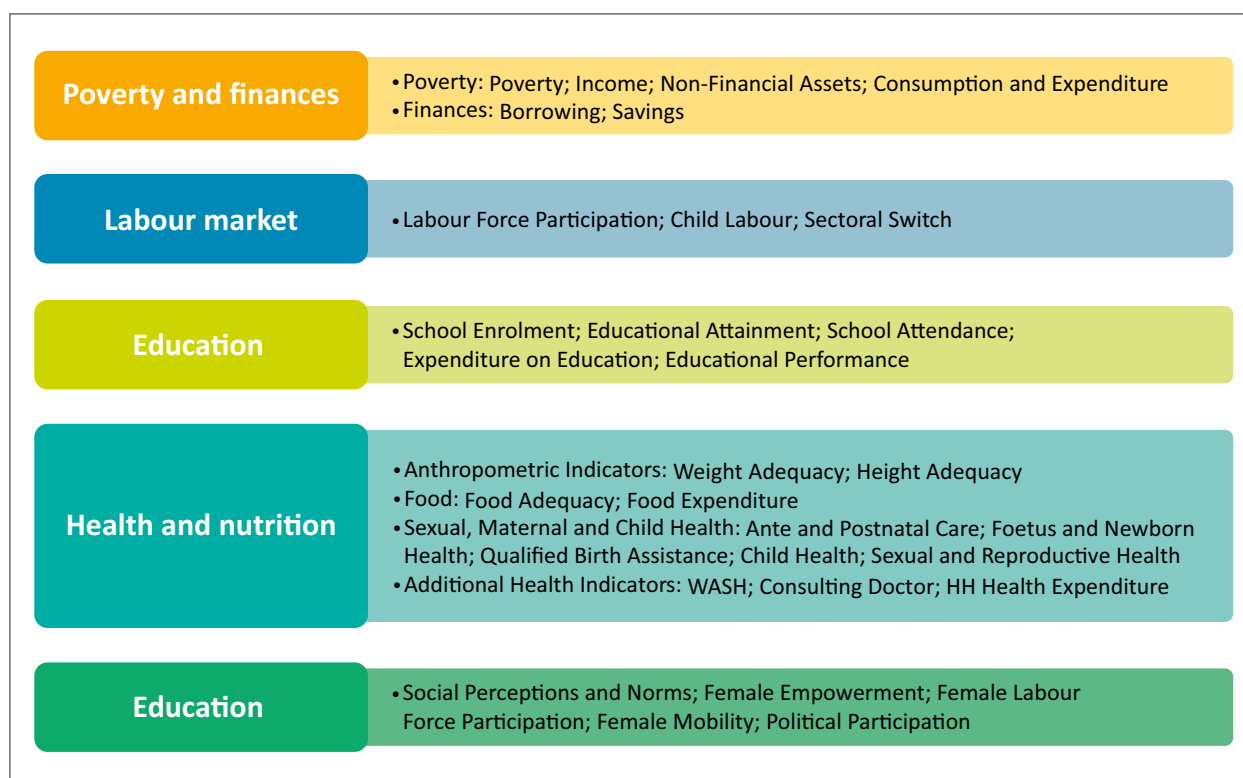 Poverty and finances
•Poverty: Poverty; Income; Non-Financial Assets; Consumption and Expenditure
•Finances: Borrowing; Savings
Labour market
•Labour Force Participation; Child Labour; Sectoral Switch
Education
•School Enrolment; Educational Attainment; School Attendance;
Expenditure on Education; Educational Performance
Health and nutrition
•Anthropometric Indicators: Weight Adequacy; Height Adequacy
•Food: Food Adequacy; Food Expenditure
•Sexual, Maternal and Child Health: Ante and Postnatal Care; Foetus and Newborn
Health; Qualified Birth Assistance; Child Health; Sexual and Reproductive Health
•Additional Health Indicators: WASH; Consulting Doctor; HH Health Expenditure
Education
•Social Perceptions and Norms; Female Empowerment; Female Labour
Force Participation; Female Mobility; Political Participation